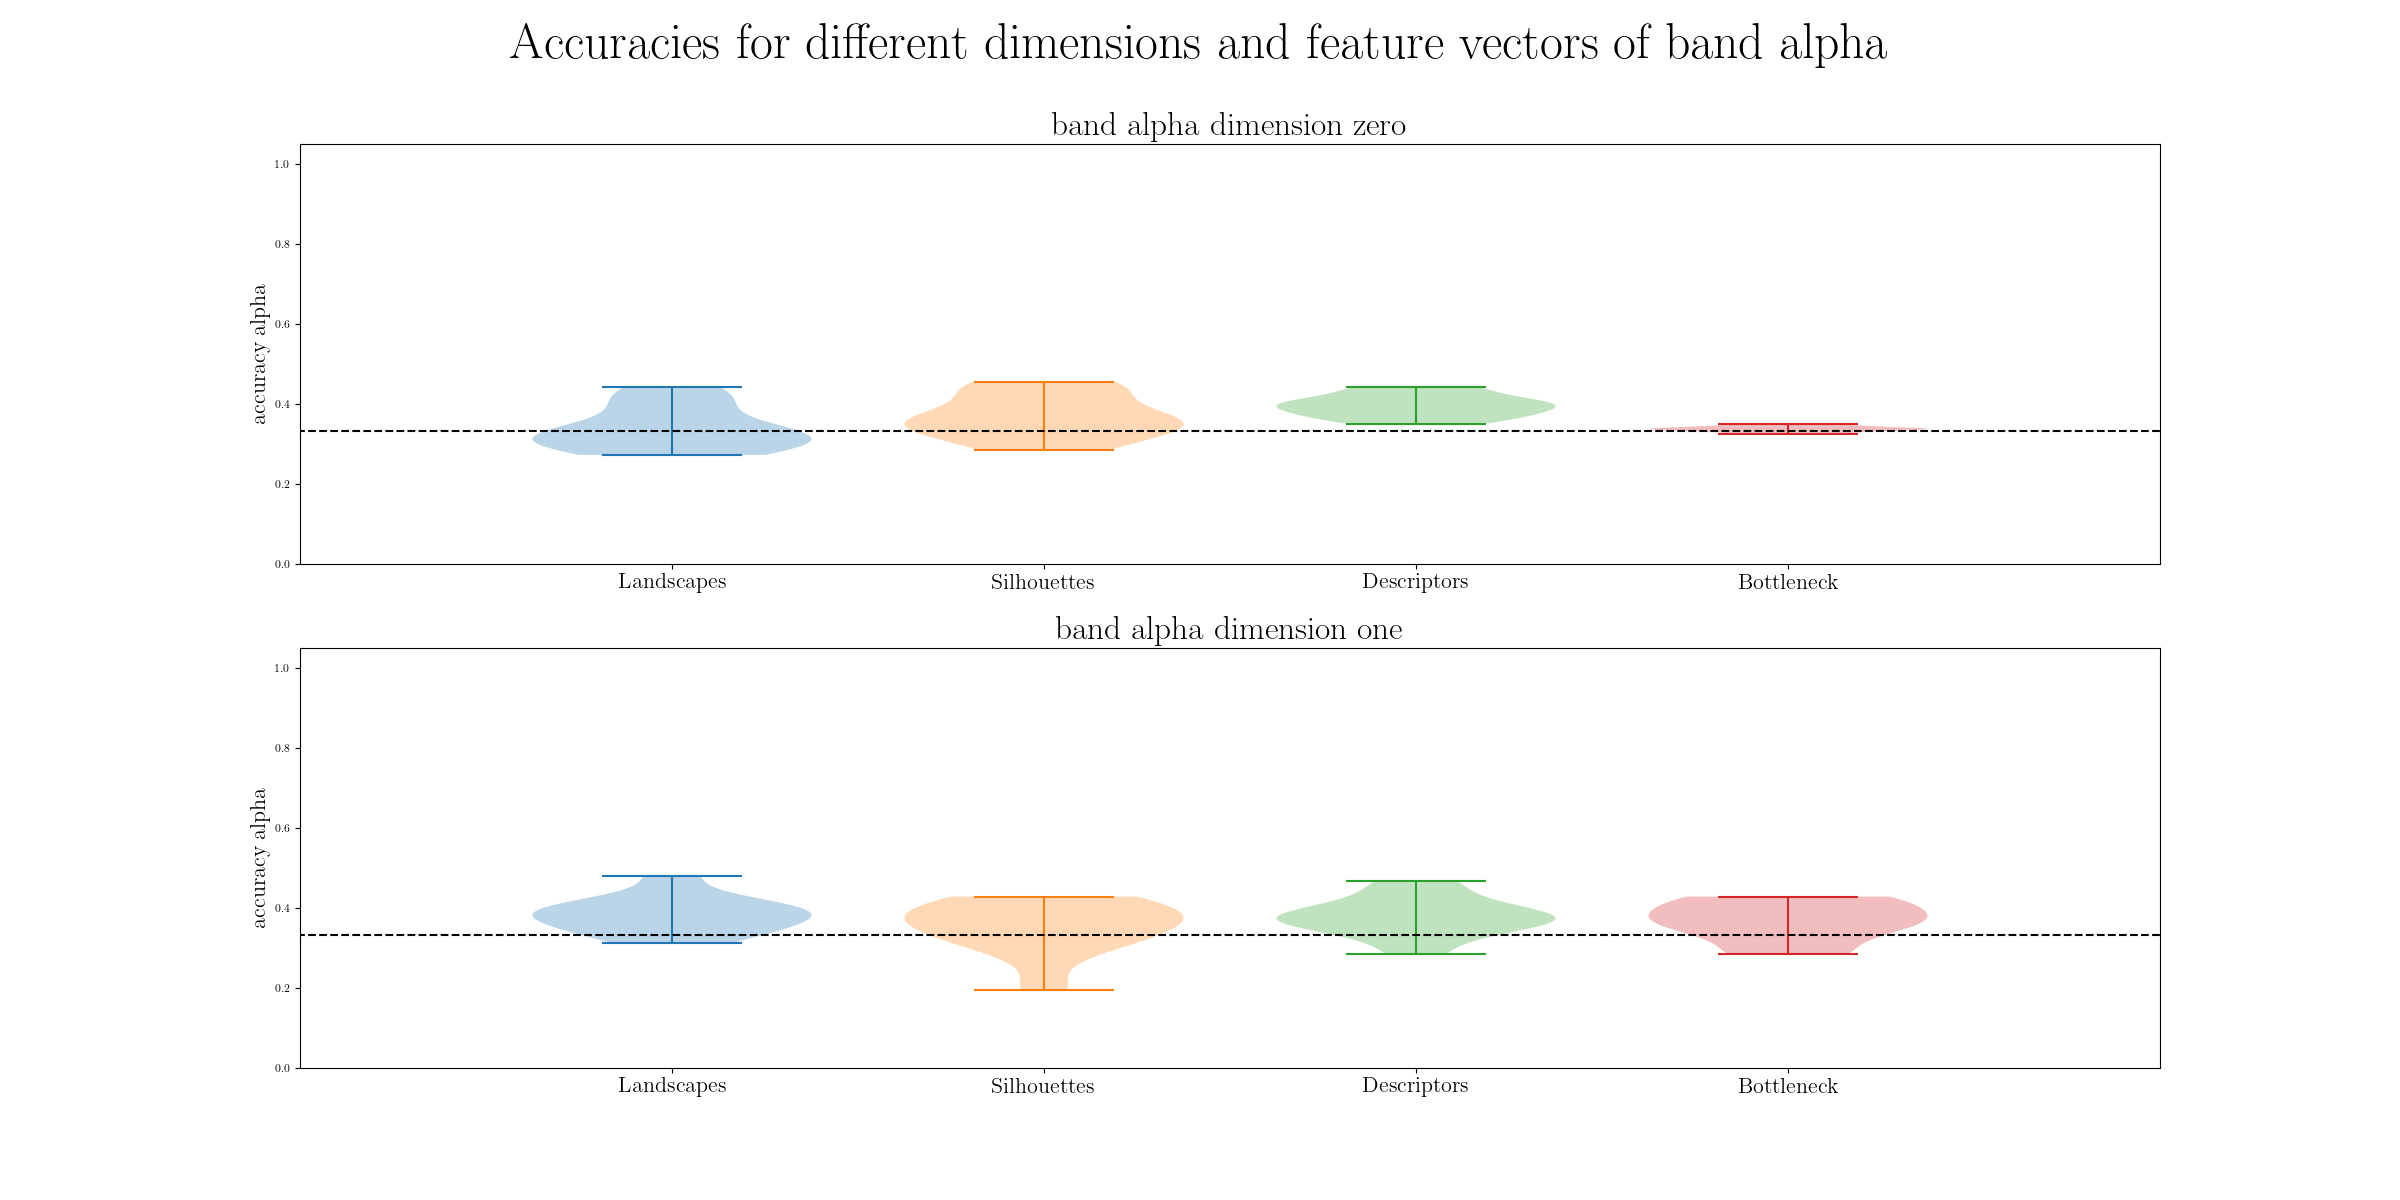 Accuracies for different dimensions and feature vectors of band alpha
band alpha dimension zero
1.0
0.8
0.6
0.4
0.2
0.0
accuracy alpha
Landscapes Silhouettes Descriptors Bottleneck
band alpha dimension one
1.0
0.8
0.6
0.4
0.2
0.0
accuracy alpha
Landscapes Silhouettes Descriptors Bottleneck